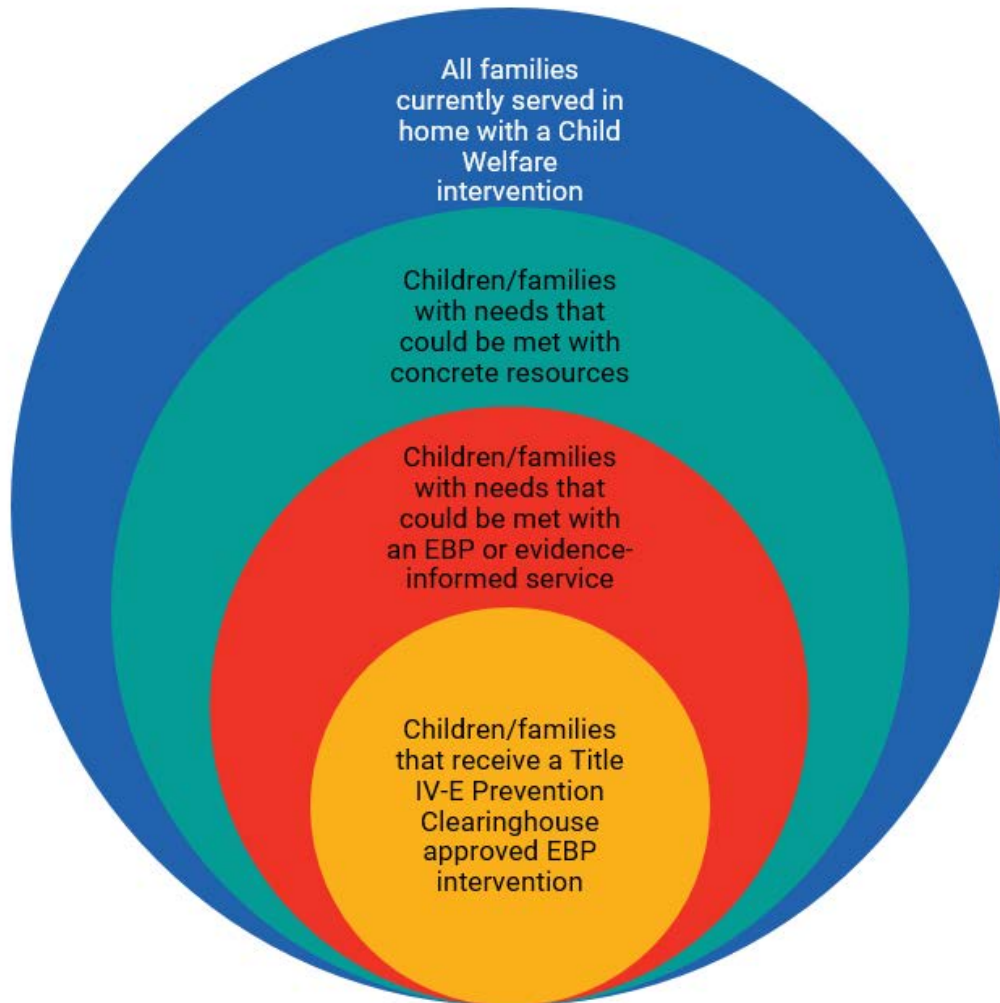 All families
currently served in
home with a Child
Welfare
intervention
Children/families
with needs that
could be met with
concrete resources
Children/families
with needs that
could be met with
an EBP or evidence-
informed service
Children/families
that receive a Title
IV-E Prevention
Clearinghouse
approved EBP
intervention